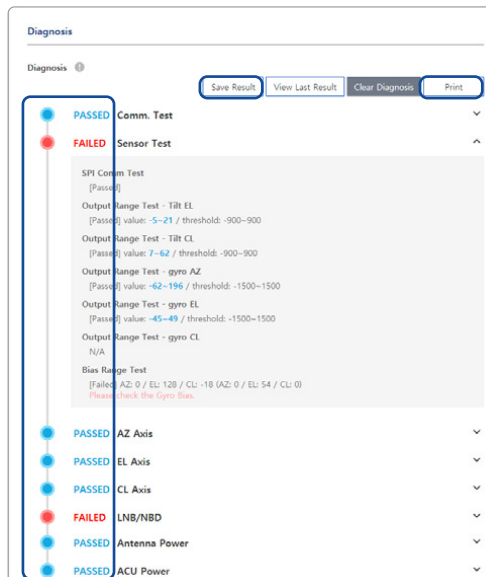 Diagnosis
Diagnosis
Save Result View Last Result Clear Diagnosis Print
PASSED Comm. Test
FAILED Sensor Test
SPI Comm Test
[Passed]
Output Range Test - Tilt EL
[Passed] value: -5~21 / threshold: -900~900
Output Range Test - Tilt CL
[Passed] value: 7~62 / threshold: -900~900
Output Range Test - gyro AZ
[Passed] value: -62~196 / threshold: -1500~1500
Output Range Test - gyro EL
[Passed] value: -45~49 / threshold: -1500~1500
Output Range Test - gyro CL
N/A
Bias Range Test
[Failed] AZ: 0 / EL: 128 / CL: -18 (AZ: 0 / EL: 54 / CL: 0)
Please check the Gyro Bias.
PASSED AZ Axis
PASSED EL Axis
PASSED CL Axis
FAILED LNB/NBD
PASSED Antenna Power
PASSED ACU Power